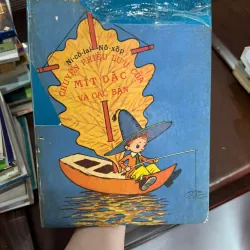 Ni-cô-lai Nô-xốp
CHUYỆN PHIÊU LƯU CỦA
MÍT ĐẶC
VÀ CÁC BẠN